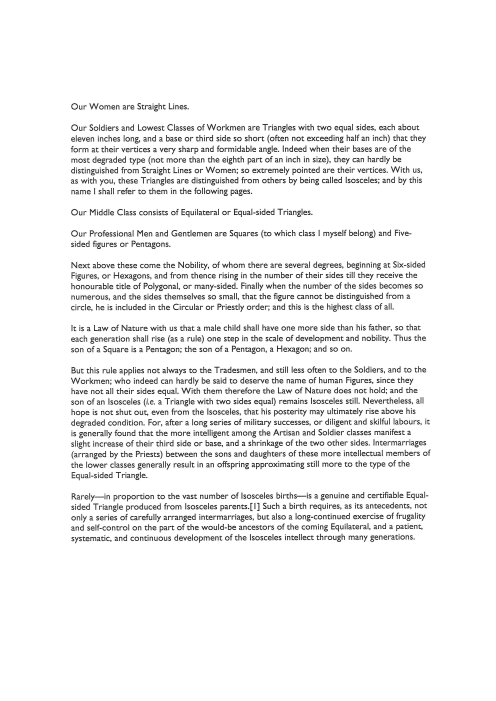 Our Women are Straight Lines.
Our Soldiers and Lowest Classes of Workmen are Triangles with two equal sides, each about
eleven inches long, and a base or third side so short (often not exceeding half an inch) that they
form at their vertices a very sharp and formidable angle. Indeed when their bases are of the
most degraded type (not more than the eighth part of an inch in size), they can hardly be
distinguished from Straight Lines or Women; so extremely pointed are their vertices. With us,
as with you, these Triangles are distinguished from others by being called Isosceles; and by this
name I shall refer to them in the following pages.
Our Middle Class consists of Equilateral or Equal-sided Triangles.
Our Professional Men and Gentlemen are Squares (to which class I myself belong) and Five-
sided figures or Pentagons.
Next above these come the Nobility, of whom there are several degrees, beginning at Six-sided
Figures, or Hexagons, and from thence rising in the number of their sides till they receive the
honourable title of Polygonal, or many-sided. Finally when the number of the sides becomes so
numerous, and the sides themselves so small, that the figure cannot be distinguished from a
circle, he is included in the Circular or Priestly order; and this is the highest class of all.
It is a Law of Nature with us that a male child shall have one more side than his father, so that
each generation shall rise (as a rule) one step in the scale of development and nobility. Thus the
son of a Square is a Pentagon; the son of a Pentagon, a Hexagon; and so on.
But this rule applies not always to the Tradesmen, and still less often to the Soldiers, and to the
Workmen; who indeed can hardly be said to deserve the name of human Figures, since they
have not all their sides equal. With them therefore the Law of Nature does not hold; and the
son of an Isosceles (i.e. a Triangle with two sides equal) remains Isosceles still. Nevertheless, all
hope is not shut out, even from the Isosceles, that his posterity may ultimately rise above his
degraded condition. For, after a long series of military successes, or diligent and skilful labours, it
is generally found that the more intelligent among the Artisan and Soldier classes manifest a
slight increase of their third side or base, and a shrinkage of the two other sides. Intermarriages
(arranged by the Priests) between the sons and daughters of these more intellectual members of
the lower classes generally result in an offspring approximating still more to the type of the
Equal-sided Triangle.
Rarely—in proportion to the vast number of Isosceles births—is a genuine and certifiable Equal-
sided Triangle produced from Isosceles parents.[1] Such a birth requires, as its antecedents, not
only a series of carefully arranged intermarriages, but also a long-continued exercise of frugality
and self-control on the part of the would-be ancestors of the coming Equilateral, and a patient,
systematic, and continuous development of the Isosceles intellect through many generations.